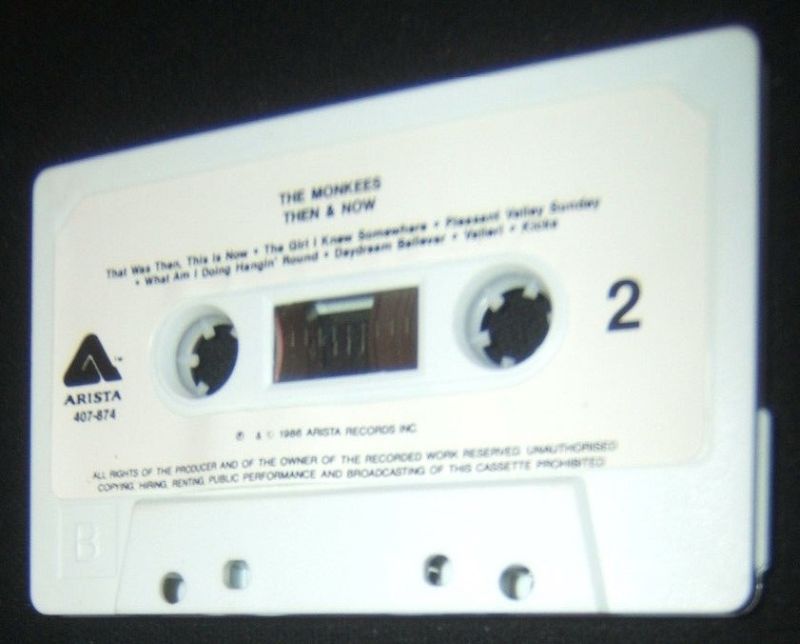 THE MONKEES
THEN & NOW
That Was Then, This Is Now • The Girl I Knew Somewhere • Pleasant Valley Sunday
• What Am I Doing Hangin' Round • Daydream Believer • Valleri • Kicks
2
ARISTA™
407-874
℗ & © 1986 ARISTA RECORDS INC
ALL RIGHTS OF THE PRODUCER AND OF THE OWNER OF THE RECORDED WORK RESERVED. UNAUTHORISED
COPYING, HIRING, RENTING, PUBLIC PERFORMANCE AND BROADCASTING OF THIS CASSETTE PROHIBITED
B